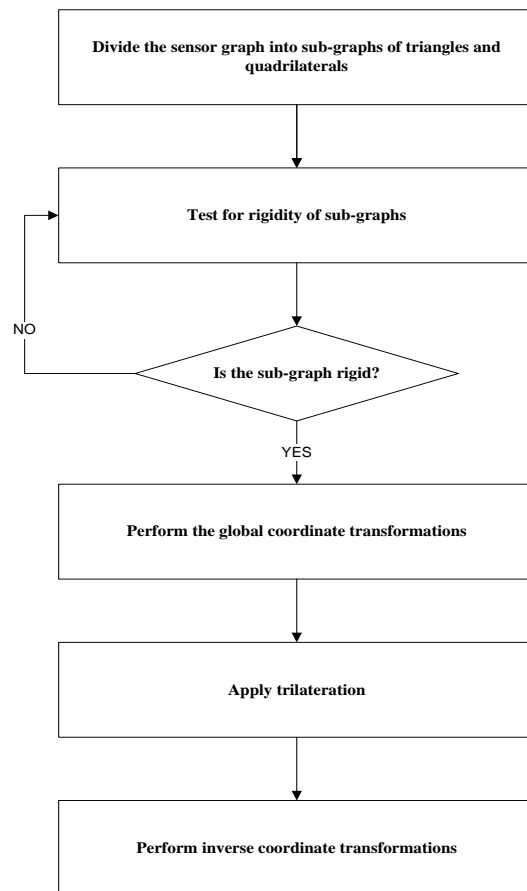 Divide the sensor graph into sub-graphs of triangles and
quadrilaterals
Test for rigidity of sub-graphs
NO
Is the sub-graph rigid?
YES
Perform the global coordinate transformations
Apply trilateration
Perform inverse coordinate transformations